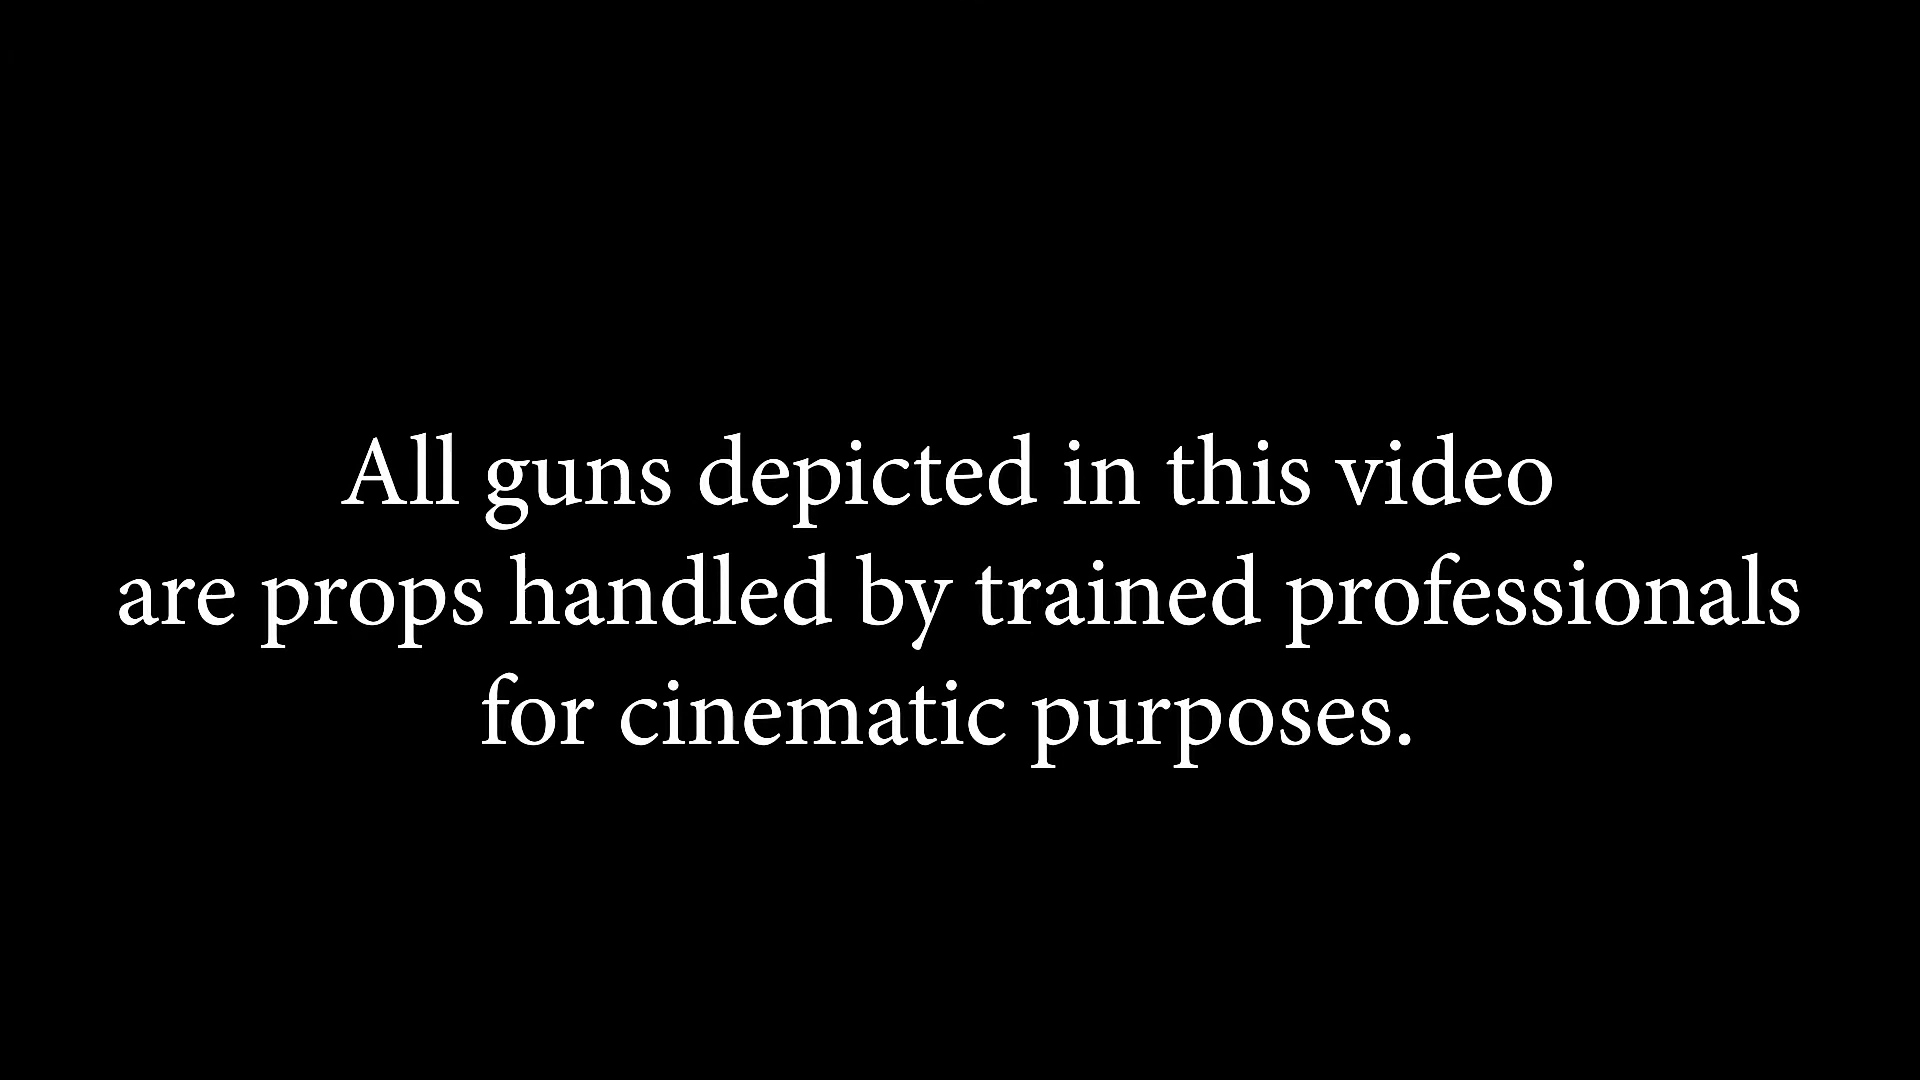 All guns depicted in this video
are props handled by trained professionals
for cinematic purposes.